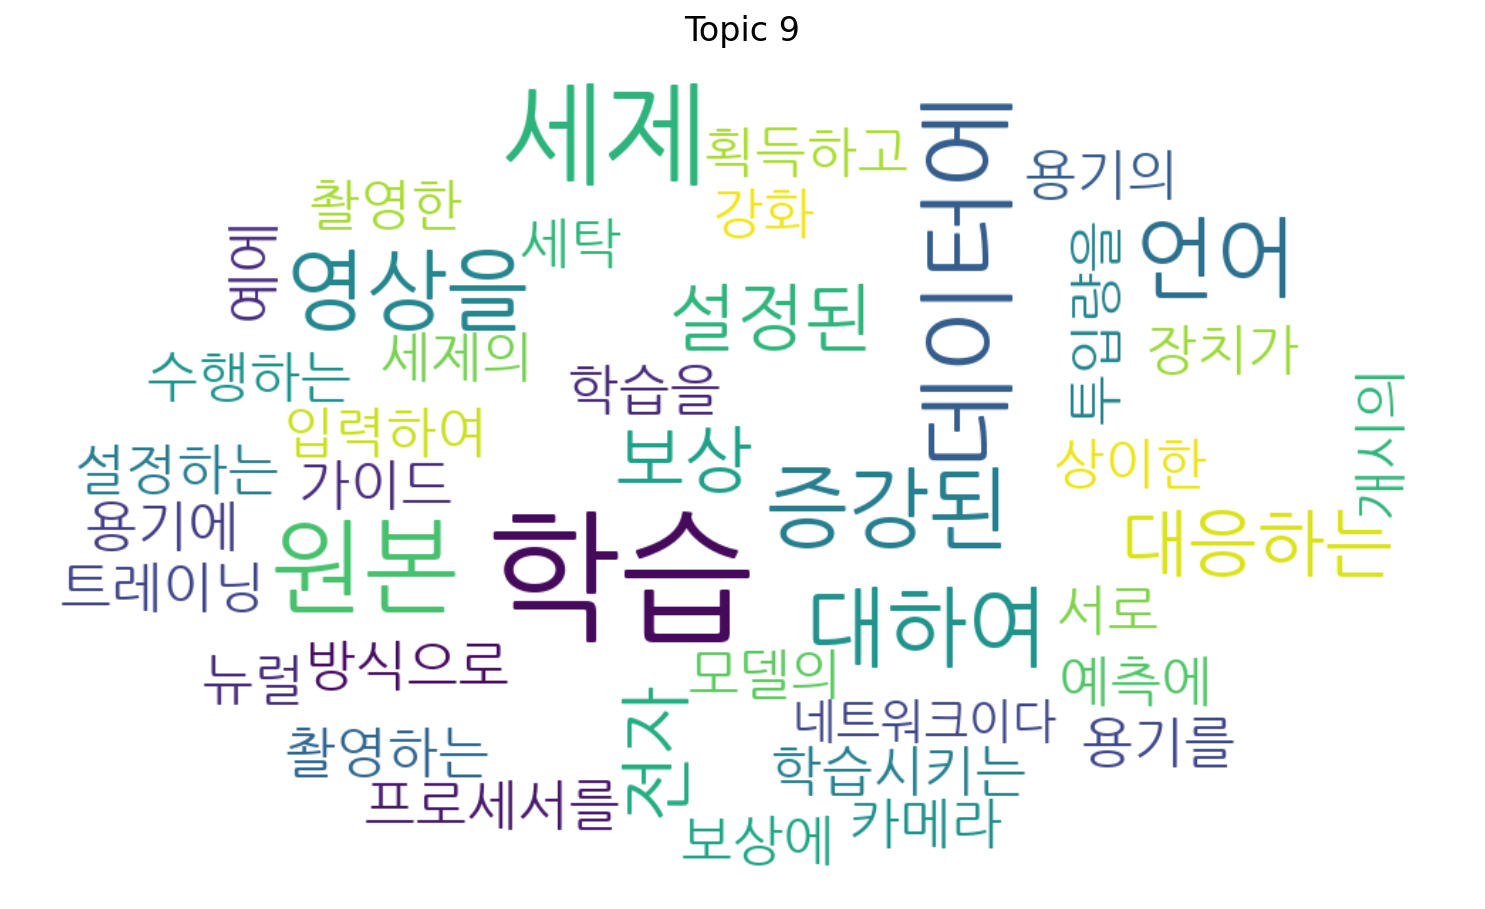 Topic 9
세제
획득하고
데이터에
용기의
촬영한
강화
세탁
예에
영상을
언어
투입량을
설정된
장치가
세제의
수행하는
학습을
개시의
입력하여
보상
상이한
설정하는
가이드
증강된
용기에
원본
학습
대응하는
트레이닝
대하여
서로
뉴럴
방식으로
모델의
예측에
전자
네트워크이다
용기를
촬영하는
학습시키는
프로세서를
카메라
보상에